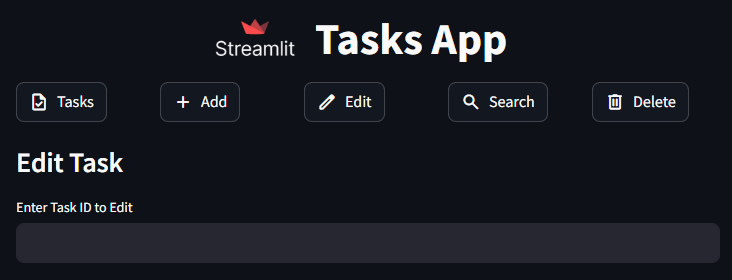 Streamlit Tasks App
Tasks Add Edit Search Delete
Edit Task
Enter Task ID to Edit